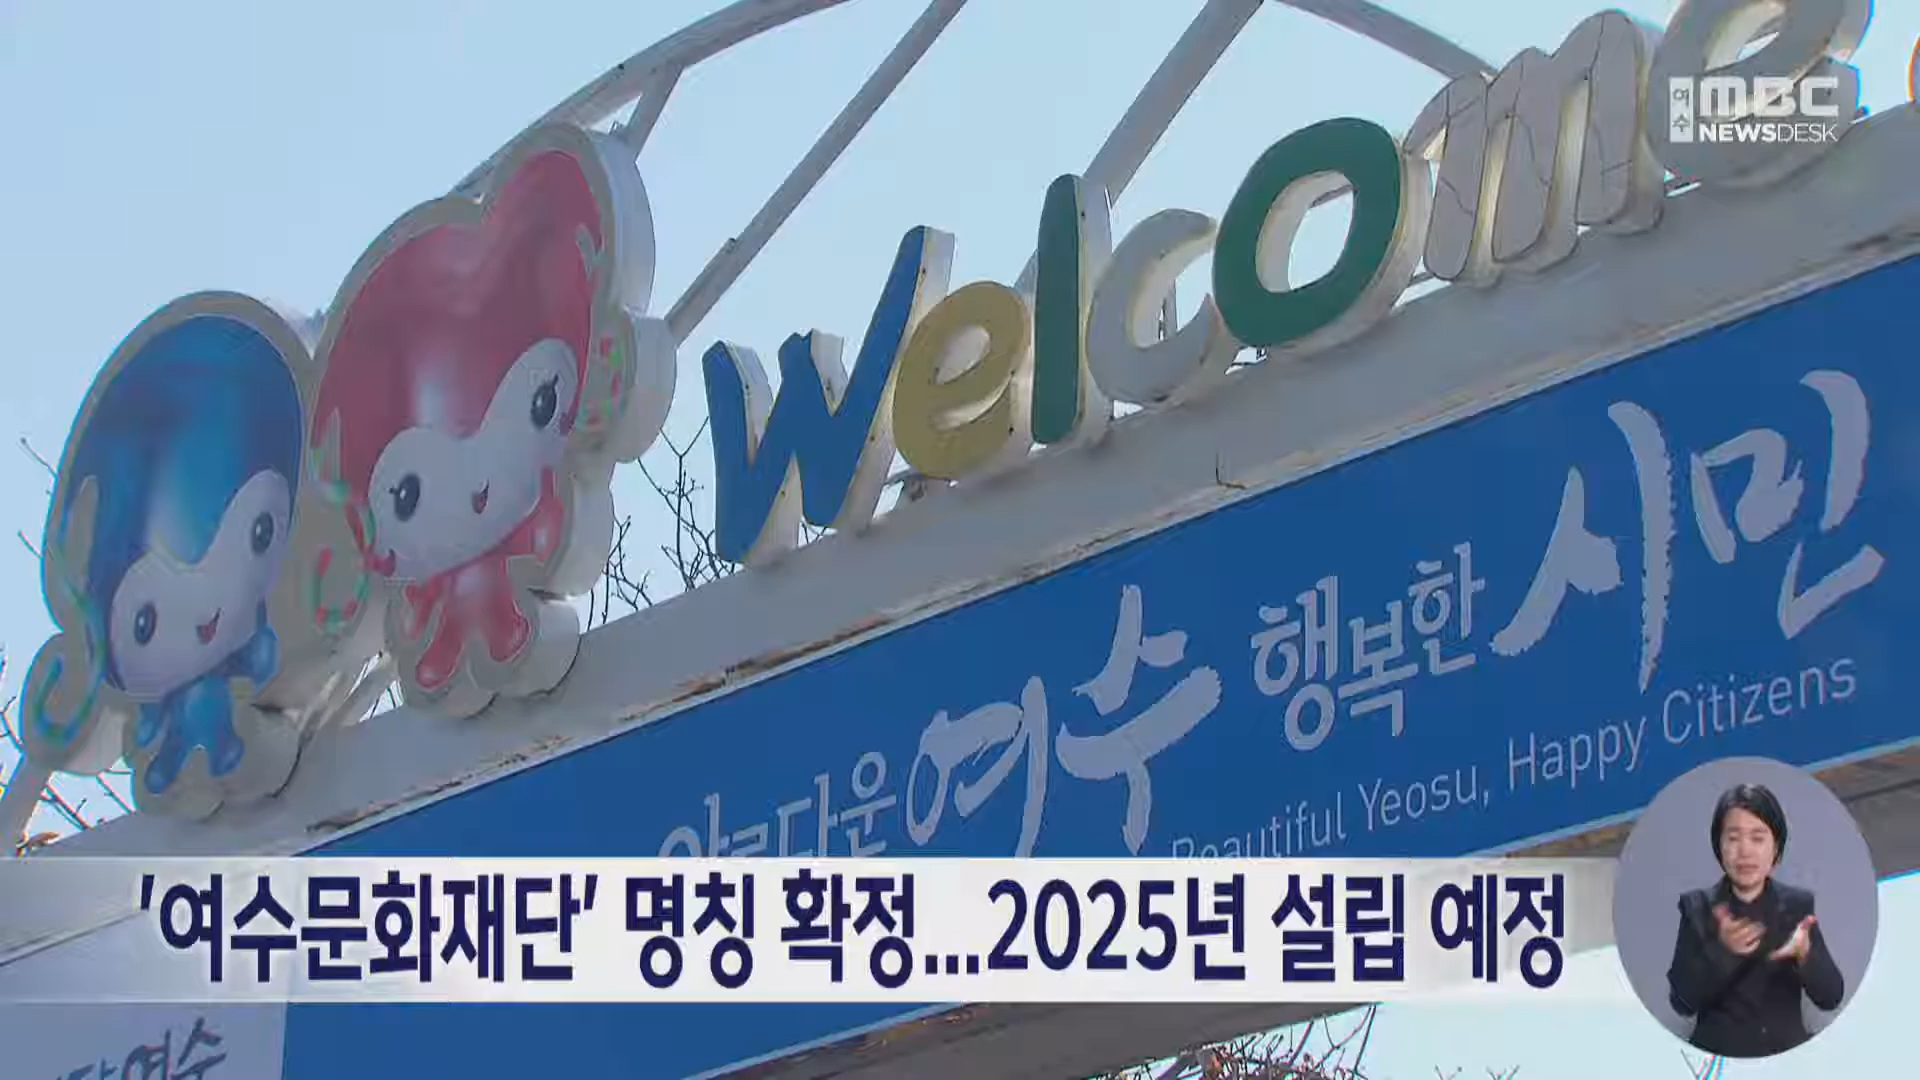 여수 MBC
NEWSDESK
Welcome
아름다운 여수 행복한 시민
Beautiful Yeosu, Happy Citizens
'여수문화재단' 명칭 확정...2025년 설립 예정
여수